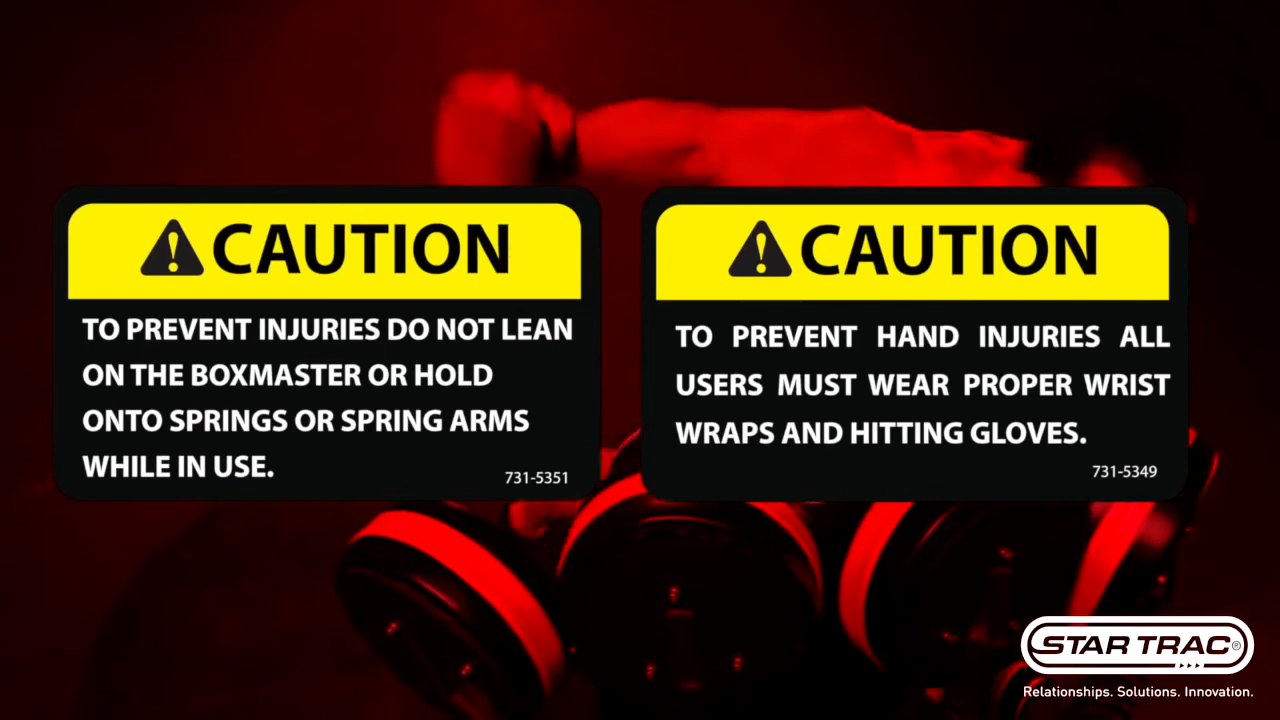 CAUTION
TO PREVENT INJURIES DO NOT LEAN
ON THE BOXMASTER OR HOLD
ONTO SPRINGS OR SPRING ARMS
WHILE IN USE.
731-5351
CAUTION
TO PREVENT HAND INJURIES ALL
USERS MUST WEAR PROPER WRIST
WRAPS AND HITTING GLOVES.
731-5349
STAR TRAC®
Relationships. Solutions. Innovation.